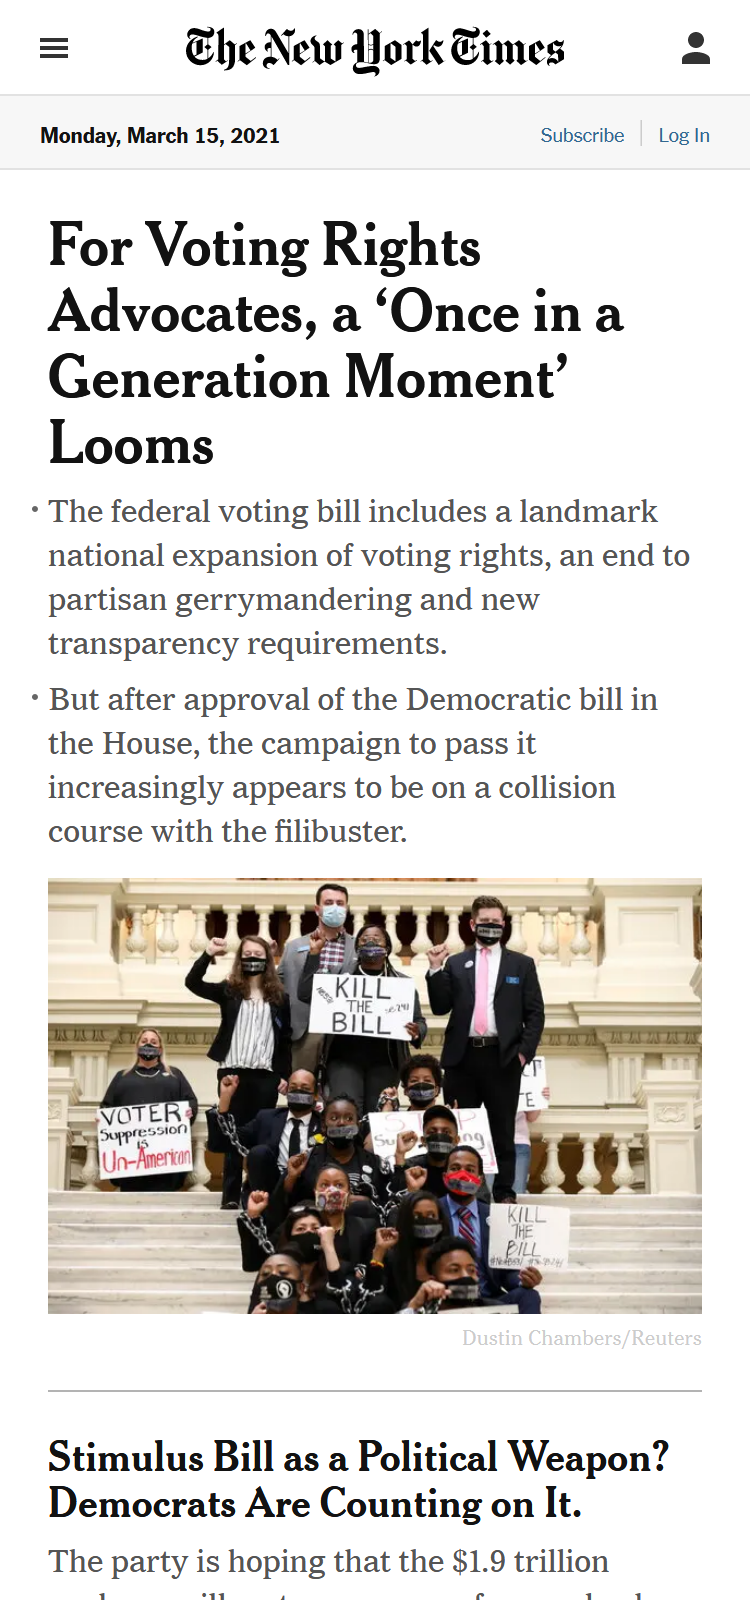 The New York Times
Monday, March 15, 2021
Subscribe
Log In
For Voting Rights
Advocates, a ‘Once in a
Generation Moment’
Looms
• The federal voting bill includes a landmark
national expansion of voting rights, an end to
partisan gerrymandering and new
transparency requirements.
• But after approval of the Democratic bill in
the House, the campaign to pass it
increasingly appears to be on a collision
course with the filibuster.
KILL
THE
BILL
VOTER
Suppression
is
Un-American
KILL
THE
BILL
Dustin Chambers/Reuters
Stimulus Bill as a Political Weapon?
Democrats Are Counting on It.
The party is hoping that the $1.9 trillion